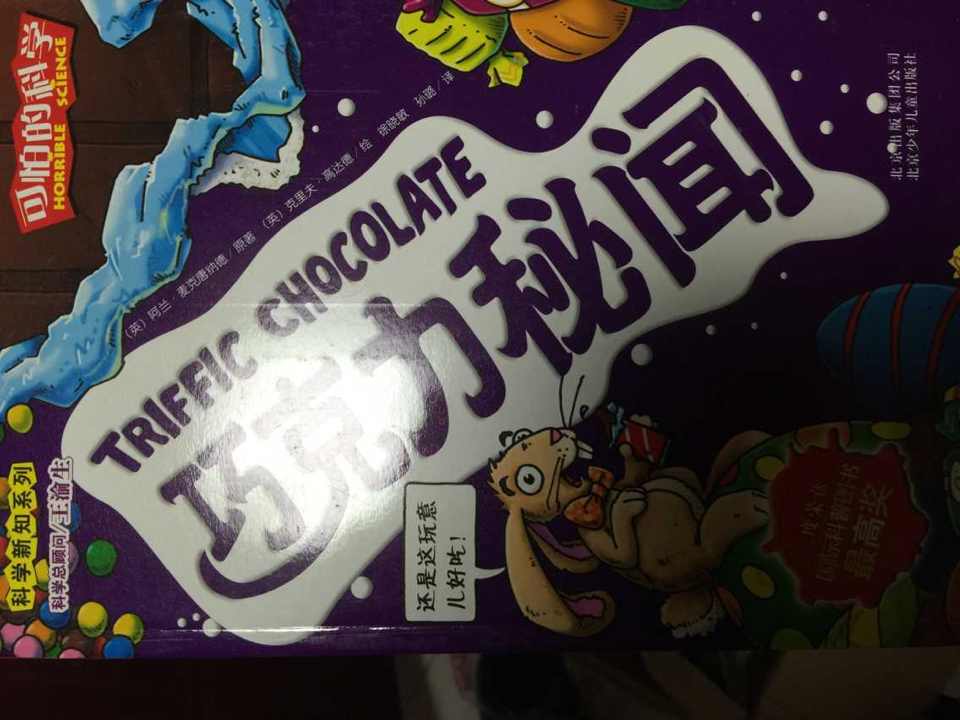 可怕的科学
HORRIBLE
SCIENCE
科学新知系列
科学总顾问/王渝生
(英)阿兰·麦克唐纳德/原著 (英)克里夫·高达德/绘 徐晓敏 孙璐/译
TRIFFIC CHOCOLATE
巧克力秘闻
还是这玩意
儿好吃!
最高奖
北京出版集团公司
北京少年儿童出版社